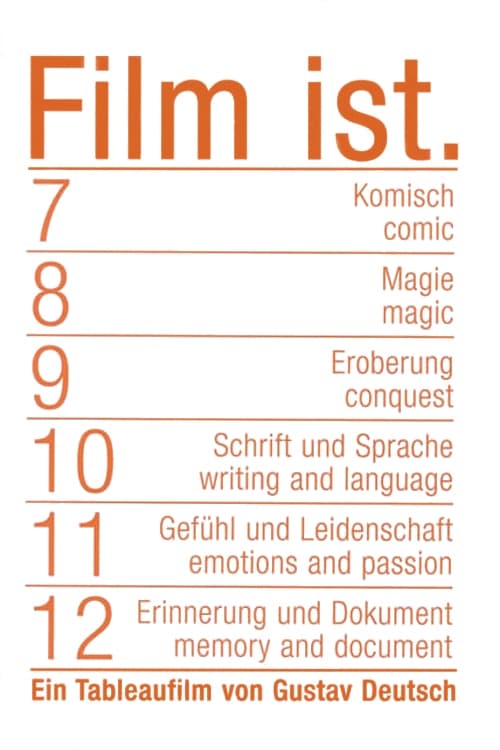 Film ist.
7
Komisch
comic
8
Magie
magic
9
Eroberung
conquest
10
Schrift und Sprache
writing and language
11
Gefühl und Leidenschaft
emotions and passion
12
Erinnerung und Dokument
memory and document
Ein Tableaufilm von Gustav Deutsch